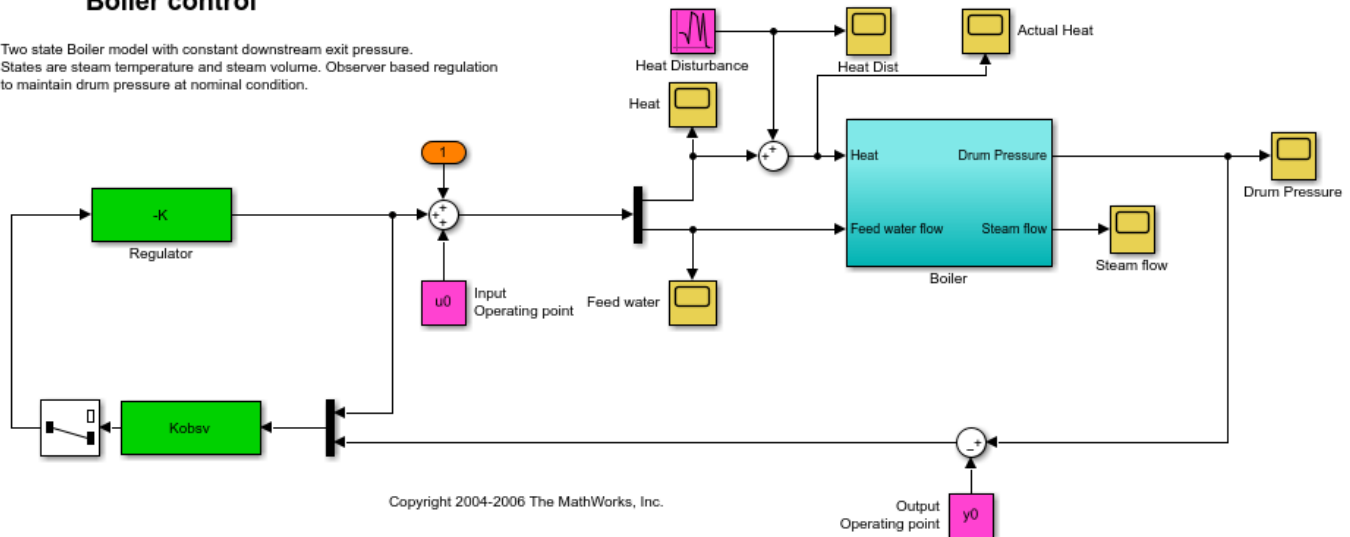 Boiler control
Two state Boiler model with constant downstream exit pressure.
States are steam temperature and steam volume. Observer based regulation
to maintain drum pressure at nominal condition.
Heat Disturbance
Heat Dist
Actual Heat
Heat
1
-K
Regulator
u0
Input
Operating point
Feed water
Heat
Drum Pressure
Feed water flow
Steam flow
Boiler
Drum Pressure
Steam flow
Kobsv
Copyright 2004-2006 The MathWorks, Inc.
Output
Operating point
y0